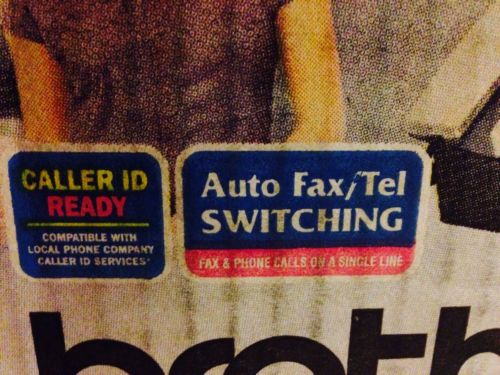 CALLER ID
READY
COMPATIBLE WITH
LOCAL PHONE COMPANY
CALLER ID SERVICES*
Auto Fax/Tel
SWITCHING
FAX & PHONE CALLS ON A SINGLE LINE
broth